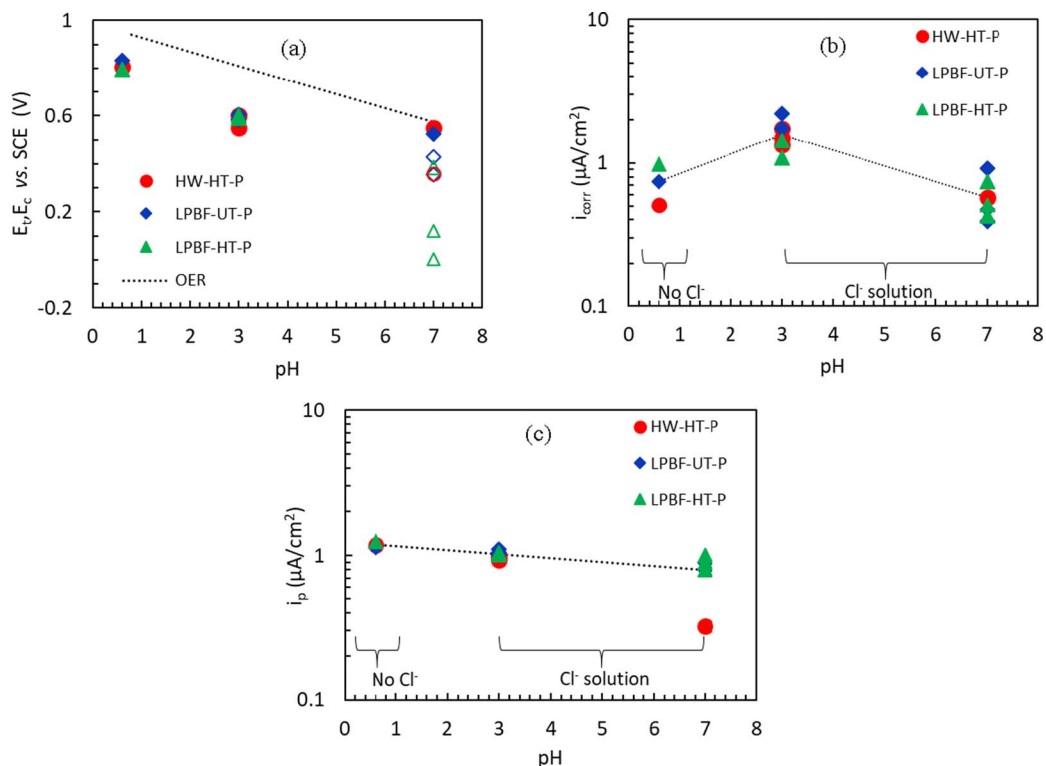 (a)
1
0.6
0.2
-0.2
E_t,E_c vs. SCE (V)
HW-HT-P
LPBF-UT-P
LPBF-HT-P
OER
0 1 2 3 4 5 6 7 8
pH
(b)
10
1
0.1
i_corr (µA/cm²)
HW-HT-P
LPBF-UT-P
LPBF-HT-P
No Cl⁻
Cl⁻ solution
0 1 2 3 4 5 6 7 8
pH
(c)
10
1
0.1
i_p (µA/cm²)
HW-HT-P
LPBF-UT-P
LPBF-HT-P
No Cl⁻
Cl⁻ solution
0 1 2 3 4 5 6 7 8
pH